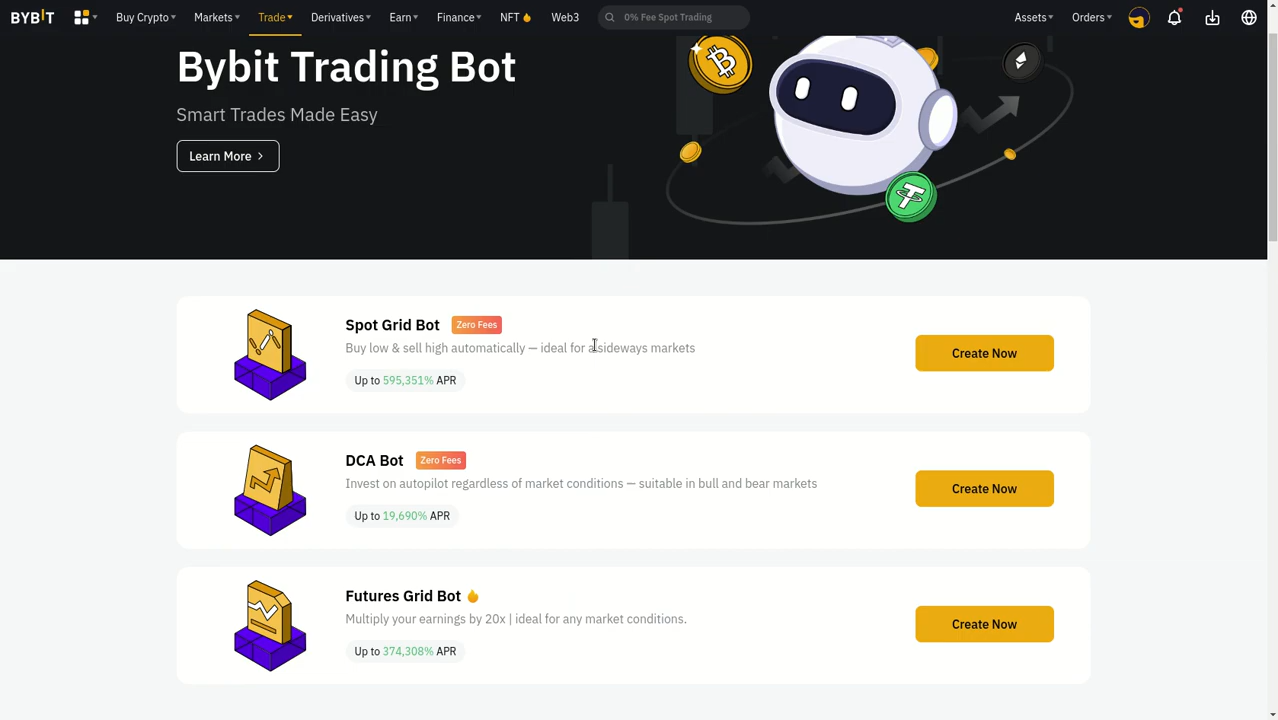 BYBIT Buy Crypto Markets Trade Derivatives Earn Finance NFT Web3 0% Fee Spot Trading Assets Orders
Bybit Trading Bot
Smart Trades Made Easy
Learn More
Spot Grid Bot Zero Fees
Buy low & sell high automatically — ideal for a sideways markets
Up to 595,351% APR
Create Now
DCA Bot Zero Fees
Invest on autopilot regardless of market conditions — suitable in bull and bear markets
Up to 19,690% APR
Create Now
Futures Grid Bot
Multiply your earnings by 20x | ideal for any market conditions.
Up to 374,308% APR
Create Now